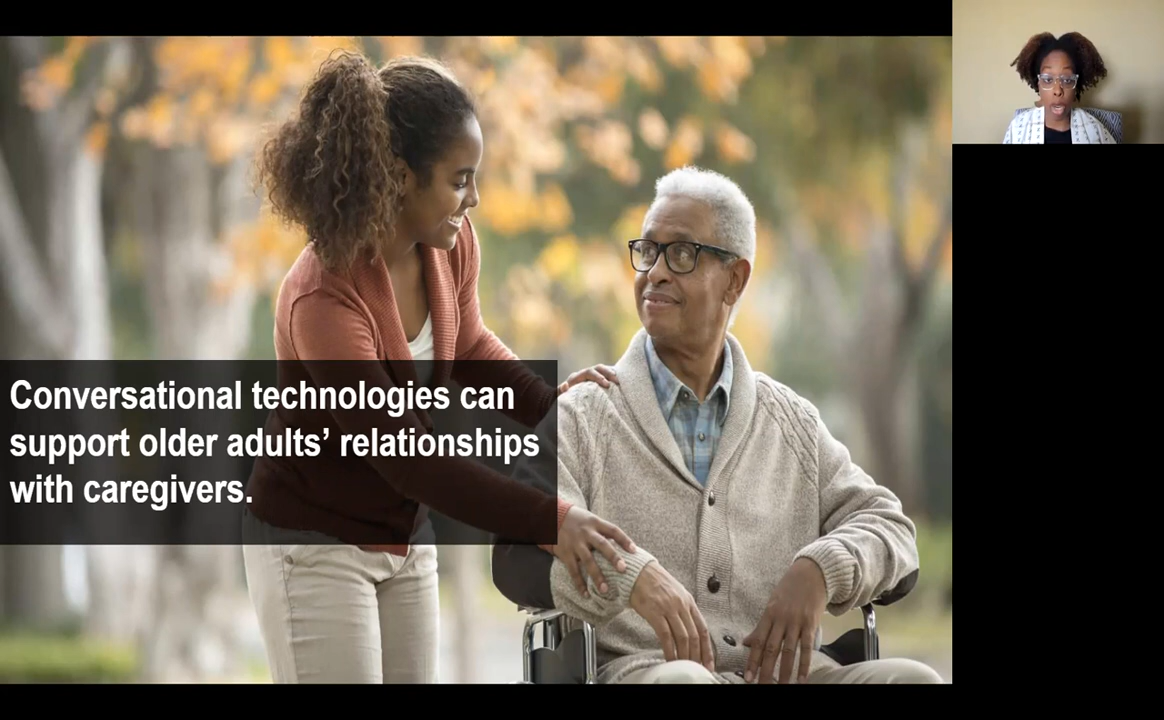 Conversational technologies can
support older adults’ relationships
with caregivers.